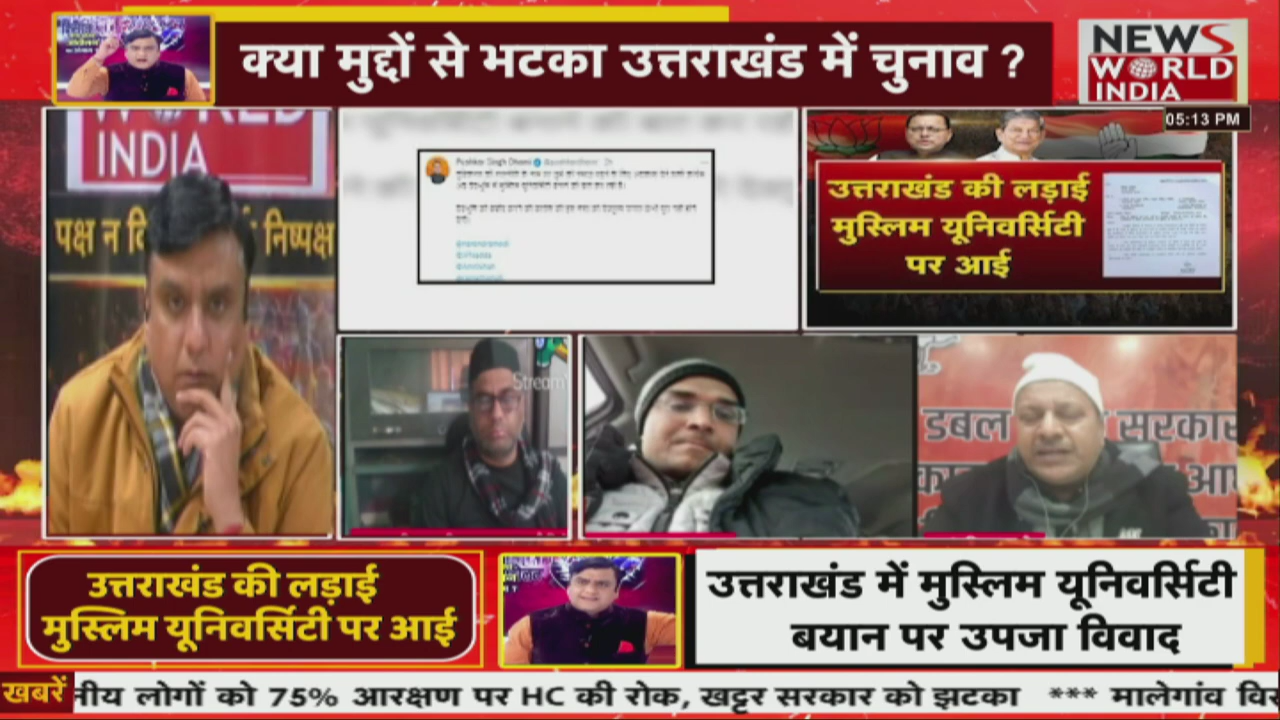 क्या मुद्दों से भटका उत्तराखंड में चुनाव ?
NEWS
WORLD
INDIA
05:13 PM
WORLD
INDIA
पक्ष न
निष्पक्ष
Pushkar Singh Dhami
उत्तराखंड की लड़ाई
मुस्लिम यूनिवर्सिटी
पर आई
Stream
डबल
सरकार
उत्तराखंड की लड़ाई
मुस्लिम यूनिवर्सिटी पर आई
उत्तराखंड में मुस्लिम यूनिवर्सिटी
बयान पर उपजा विवाद
खबरें
नीय लोगों को 75% आरक्षण पर HC की रोक, खट्टर सरकार को झटका *** मालेगांव वि